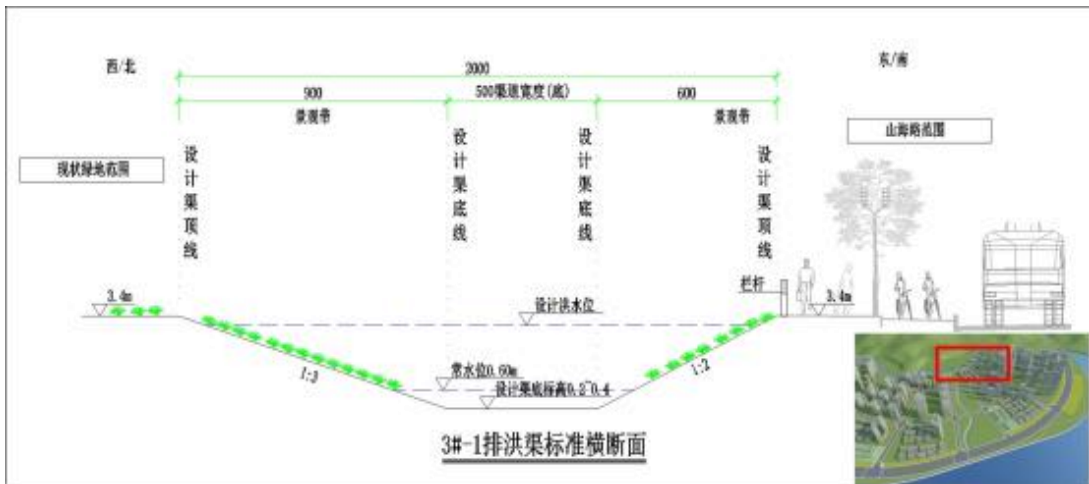 西/北
东/南
2000
900
500渠道宽度(底)
600
景观带
景观带
山海路范围
现状绿地范围
设计渠顶线
设计渠底线
设计渠底线
设计渠顶线
栏杆
3.4m
设计洪水位
3.4m
1:3
常水位0.60m
1:2
设计渠底标高0.2~0.4
3#-1排洪渠标准横断面